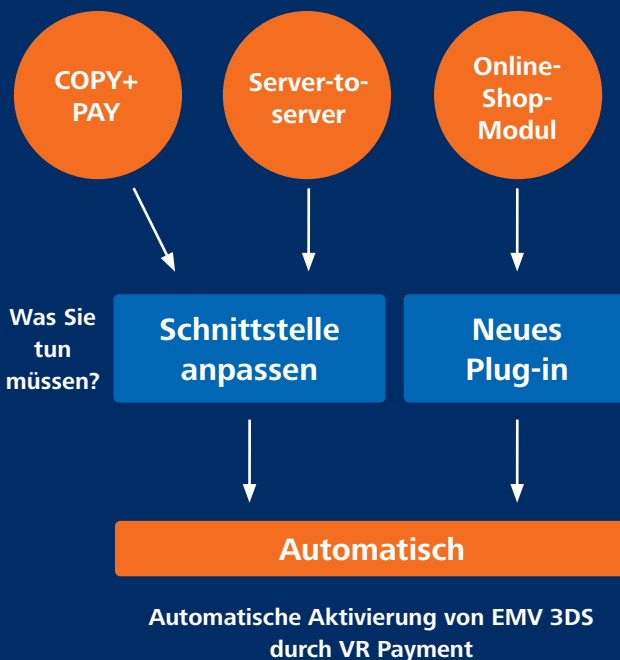 COPY+
PAY
Server-to-
server
Online-
Shop-
Modul
Was Sie
tun
müssen?
Schnittstelle
anpassen
Neues
Plug-in
Automatisch
Automatische Aktivierung von EMV 3DS
durch VR Payment